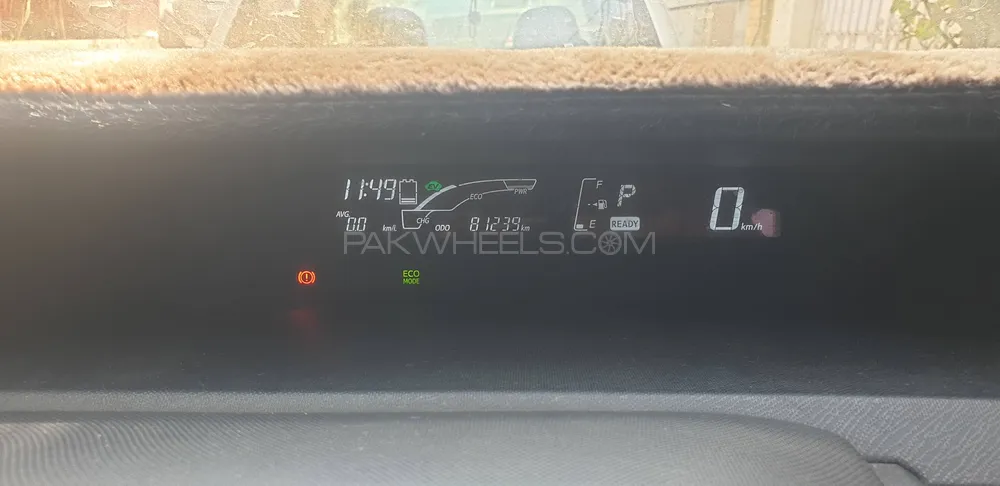 11:49
ECO
PWR
AVG.
0.0 km/L
CHG
ODO 81239 km
F
E
P
READY
0 km/h
PAKWHEELS.COM
ECO
MODE